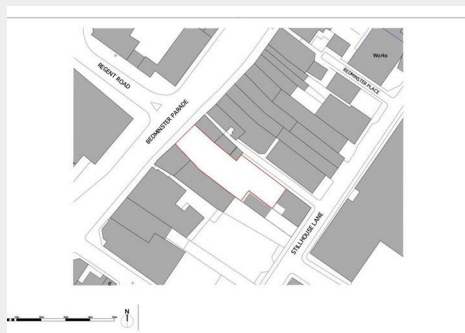 Works
REGENT ROAD
BEDMINSTER PLACE
BEDMINSTER PARADE
STILLHOUSE LANE
N